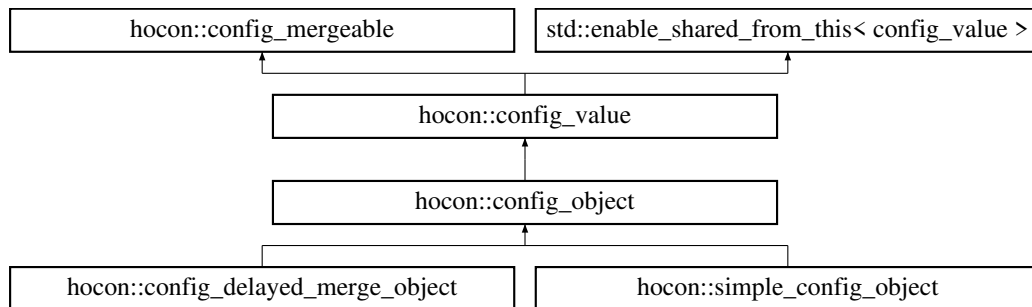 hocon::config_mergeable
std::enable_shared_from_this< config_value >
hocon::config_value
hocon::config_object
hocon::config_delayed_merge_object
hocon::simple_config_object